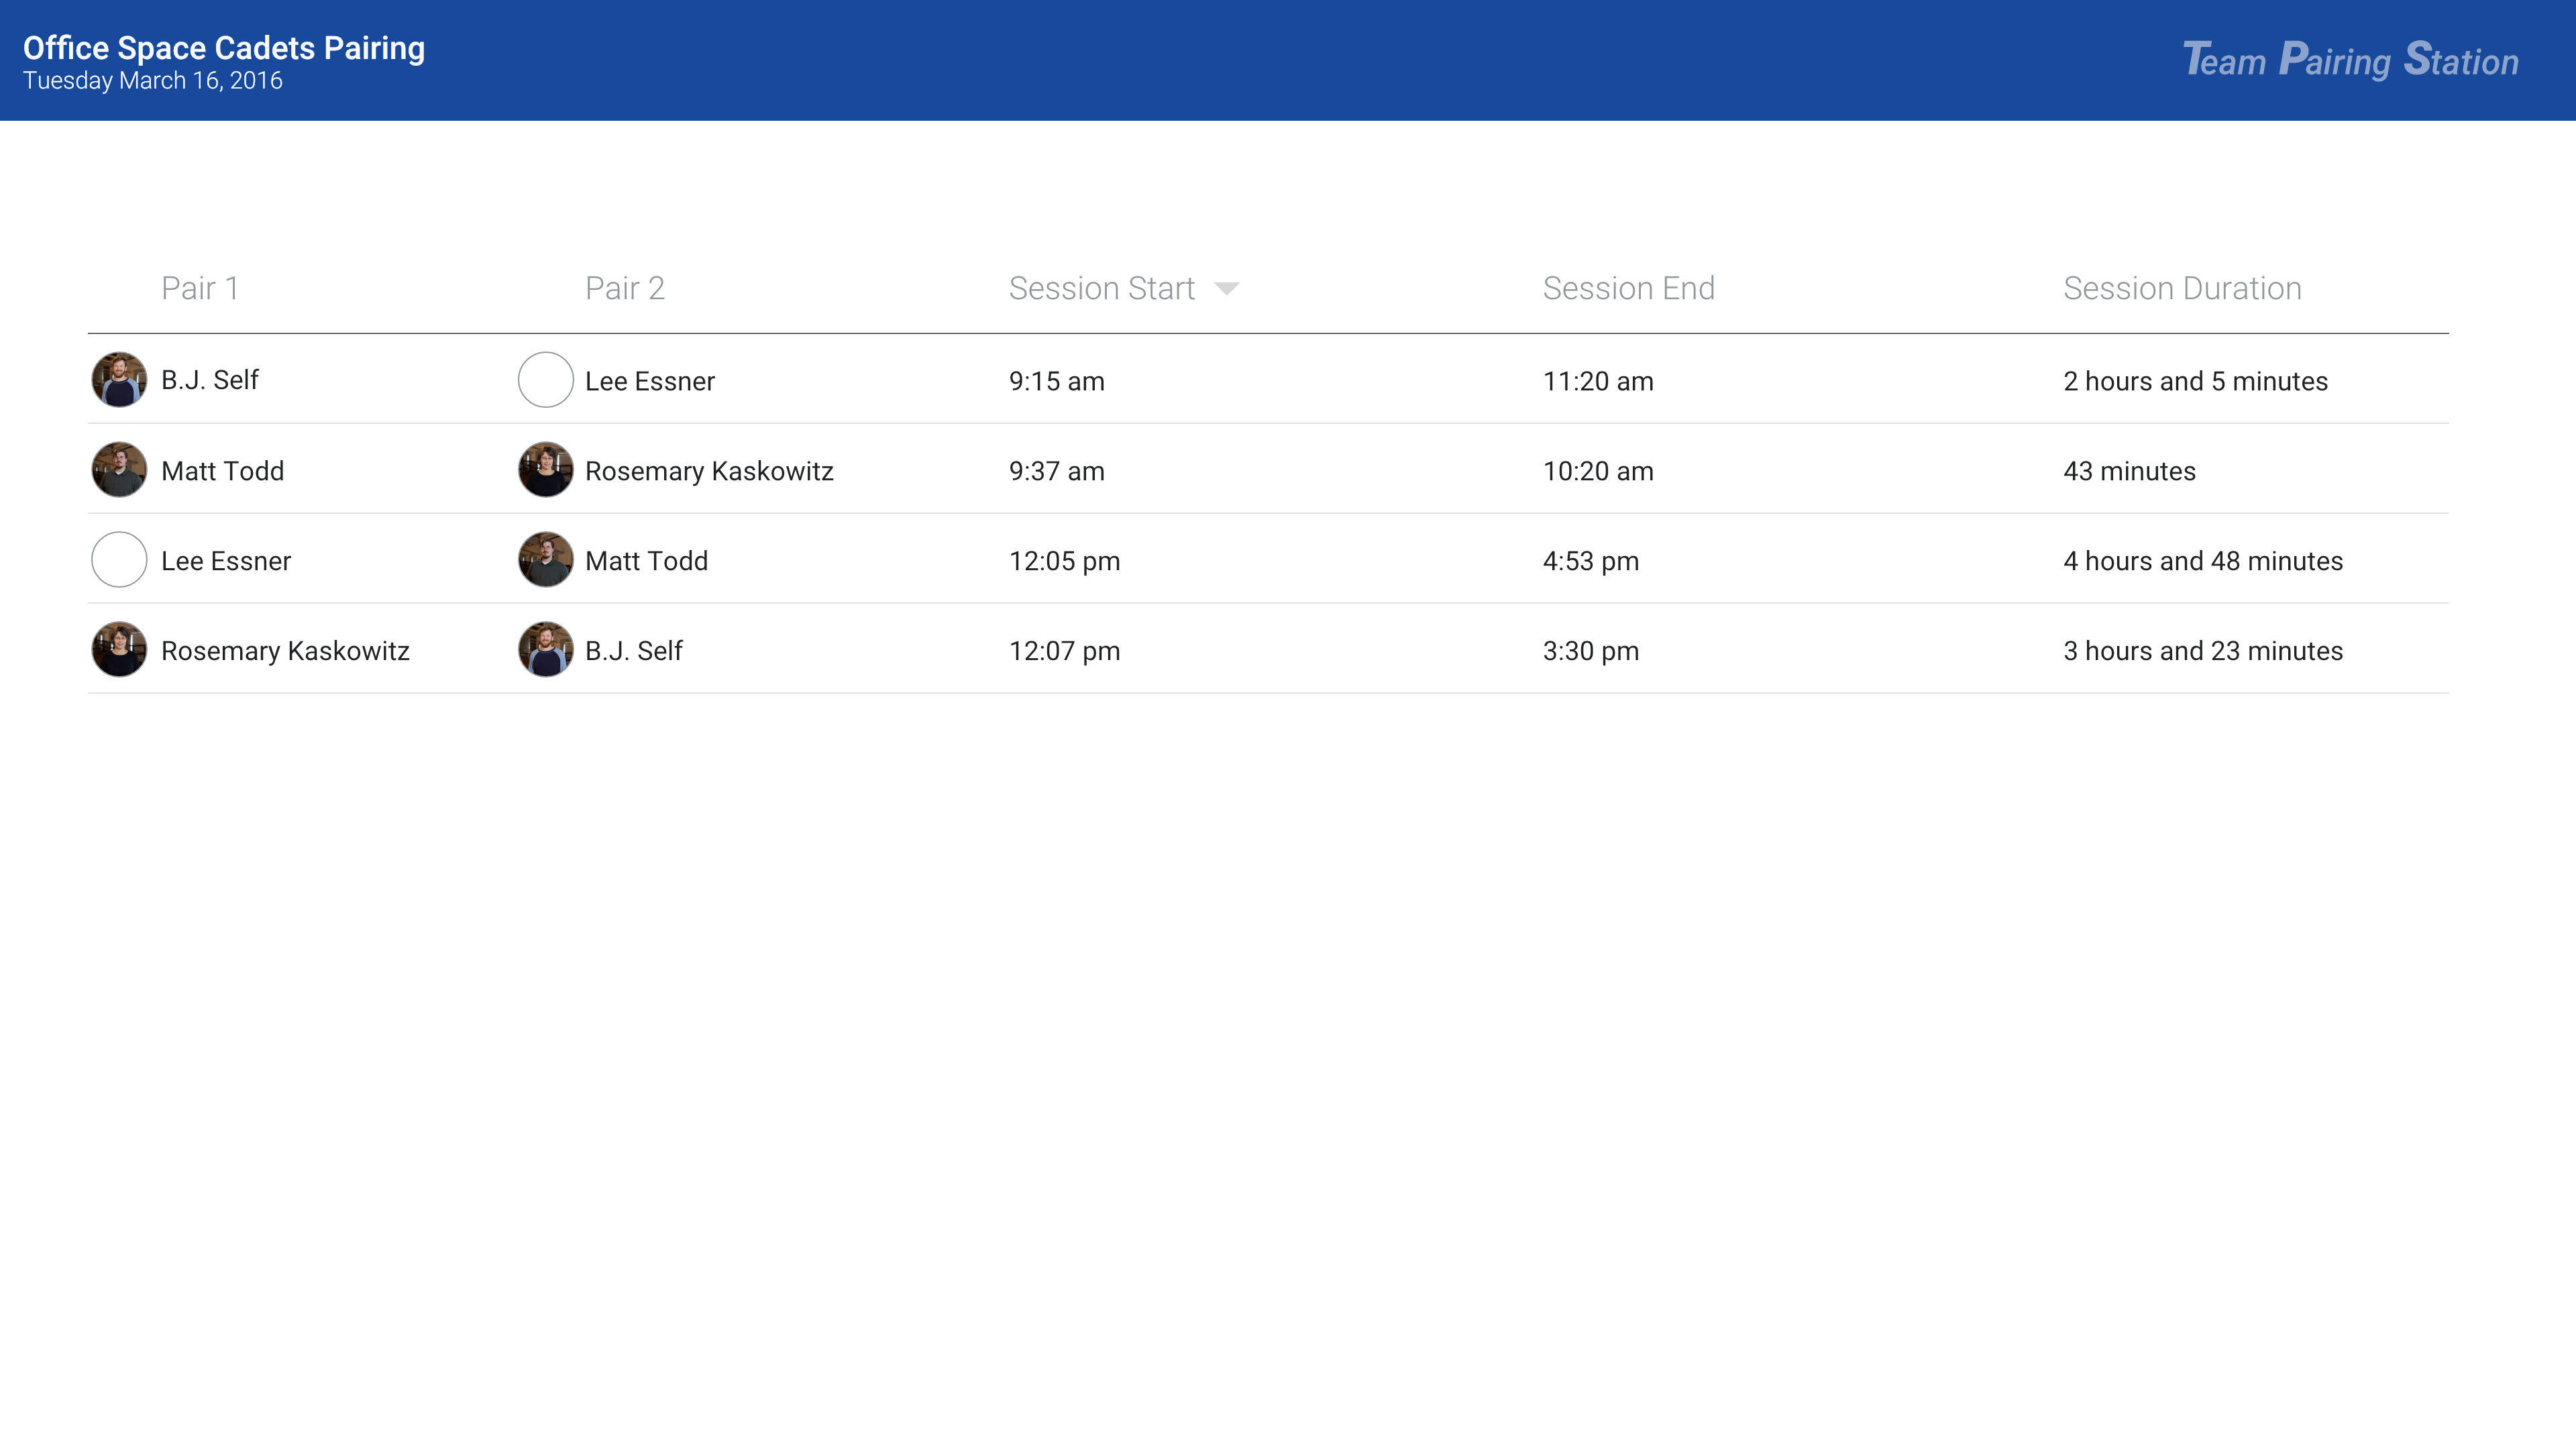 Office Space Cadets Pairing
Tuesday March 16, 2016
Team Pairing Station
Pair 1 Pair 2 Session Start Session End Session Duration
B.J. Self Lee Essner 9:15 am 11:20 am 2 hours and 5 minutes
Matt Todd Rosemary Kaskowitz 9:37 am 10:20 am 43 minutes
Lee Essner Matt Todd 12:05 pm 4:53 pm 4 hours and 48 minutes
Rosemary Kaskowitz B.J. Self 12:07 pm 3:30 pm 3 hours and 23 minutes